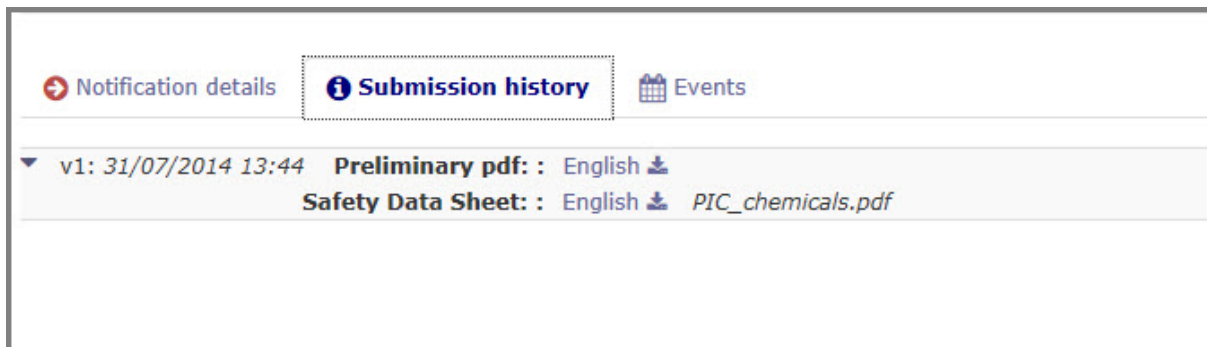 Notification details Submission history Events
v1: 31/07/2014 13:44 Preliminary pdf: : English
Safety Data Sheet: : English PIC_chemicals.pdf